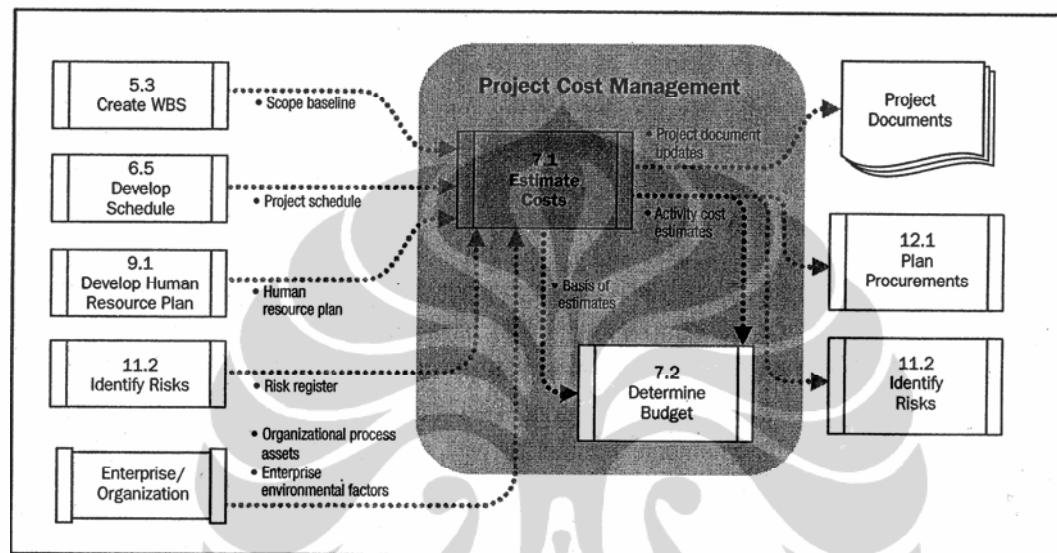 5.3
Create WBS
• Scope baseline
6.5
Develop
Schedule
• Project schedule
9.1
Develop Human
Resource Plan
• Human
resource plan
11.2
Identify Risks
• Risk register
Enterprise/
Organization
• Organizational process
assets
• Enterprise
environmental factors
Project Cost Management
7.1
Estimate
Costs
• Project document
updates
• Activity cost
estimates
• Basis of
estimates
7.2
Determine
Budget
Project
Documents
12.1
Plan
Procurements
11.2
Identify
Risks